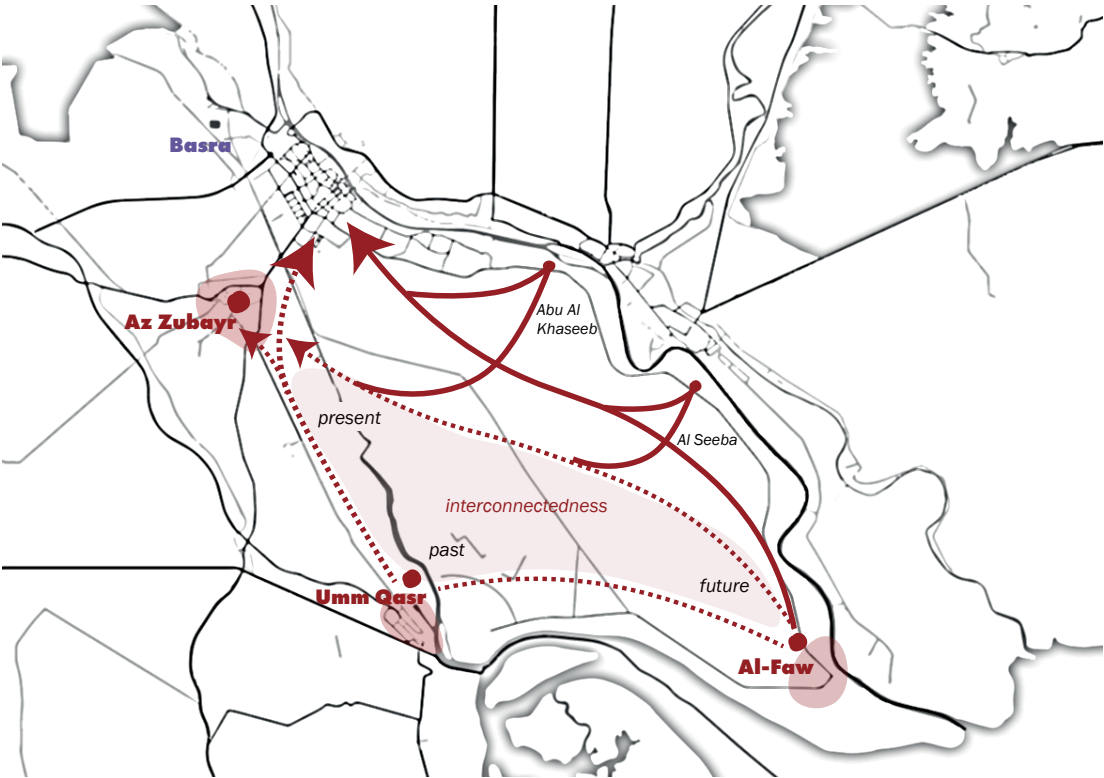 Basra
Abu Al
Khaseeb
Az Zubayr
present
Al Seeba
interconnectedness
past
future
Umm Qasr
Al-Faw